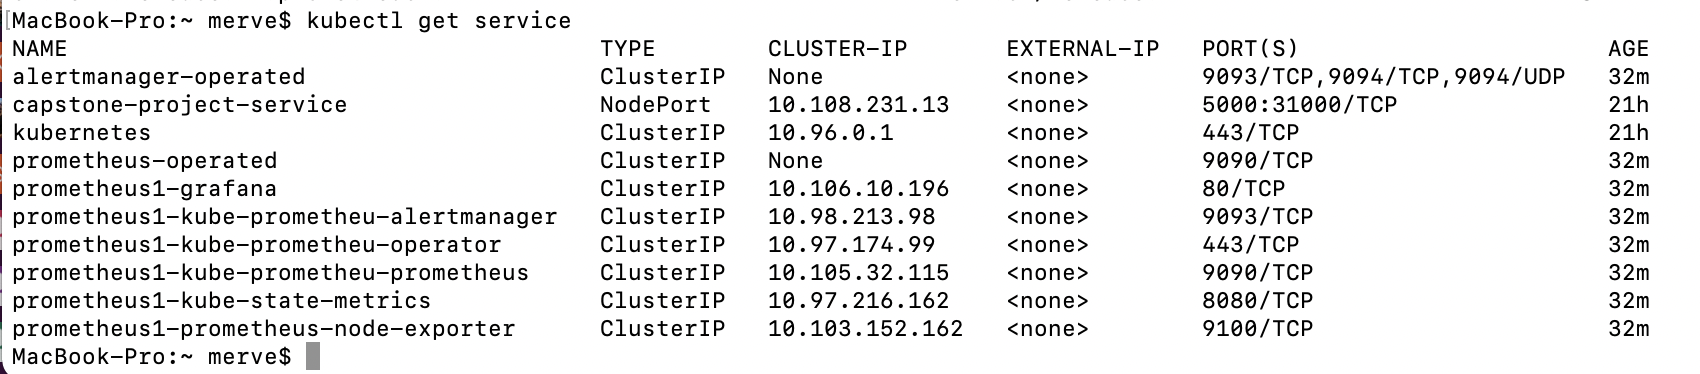 [MacBook-Pro:~ merve$ kubectl get service
NAME TYPE CLUSTER-IP EXTERNAL-IP PORT(S) AGE
alertmanager-operated ClusterIP None <none> 9093/TCP,9094/TCP,9094/UDP 32m
capstone-project-service NodePort 10.108.231.13 <none> 5000:31000/TCP 21h
kubernetes ClusterIP 10.96.0.1 <none> 443/TCP 21h
prometheus-operated ClusterIP None <none> 9090/TCP 32m
prometheus1-grafana ClusterIP 10.106.10.196 <none> 80/TCP 32m
prometheus1-kube-prometheu-alertmanager ClusterIP 10.98.213.98 <none> 9093/TCP 32m
prometheus1-kube-prometheu-operator ClusterIP 10.97.174.99 <none> 443/TCP 32m
prometheus1-kube-prometheu-prometheus ClusterIP 10.105.32.115 <none> 9090/TCP 32m
prometheus1-kube-state-metrics ClusterIP 10.97.216.162 <none> 8080/TCP 32m
prometheus1-prometheus-node-exporter ClusterIP 10.103.152.162 <none> 9100/TCP 32m
MacBook-Pro:~ merve$